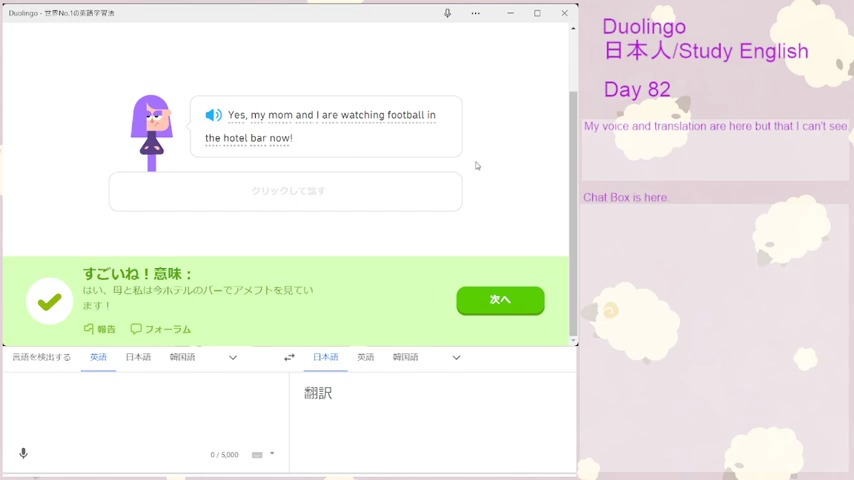 Duolingo - 世界No.1の英語学習法
Yes, my mom and I are watching football in
the hotel bar now!
クリックして話す
すごいね！意味：
はい、母と私は今ホテルのバーでアメフトを見てい
ます！
次へ
報告 フォーラム
言語を検出する 英語 日本語 韓国語 日本語 英語 韓国語
翻訳
0 / 5,000
Duolingo
日本人/Study English
Day 82
My voice and translation are here but that I can't see.
Chat Box is here.